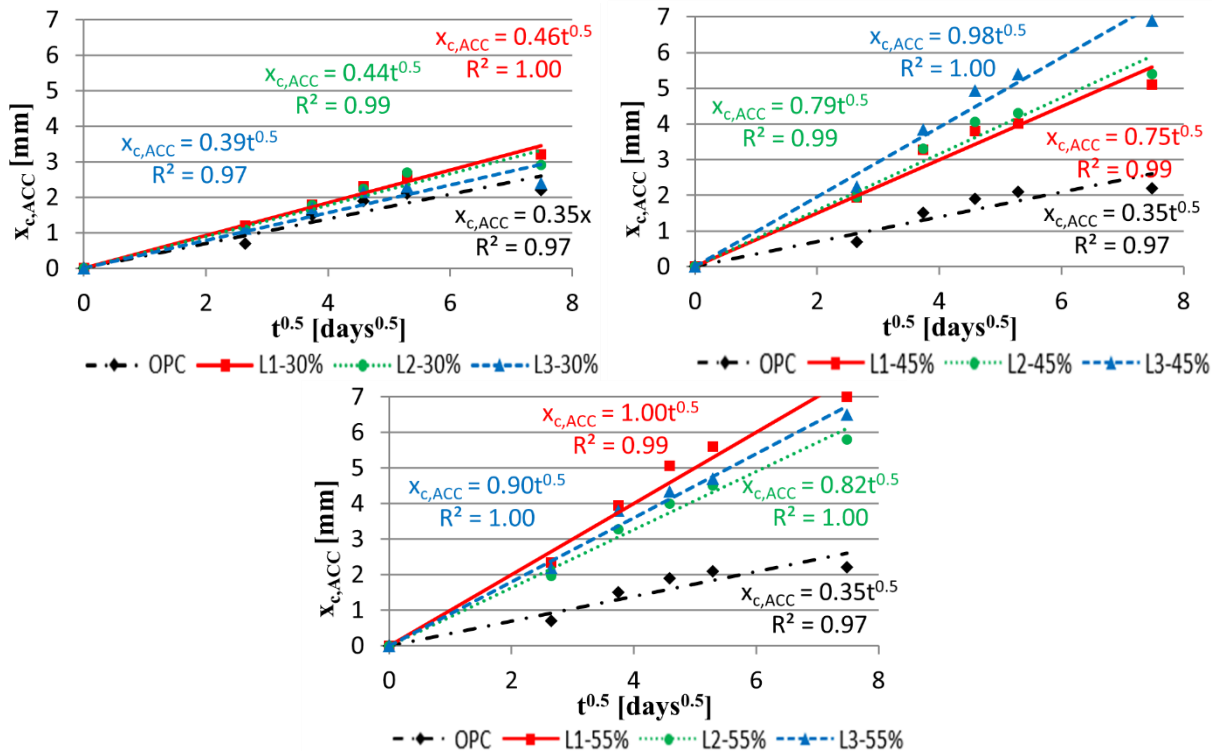 7
6
5
4
3
2
1
0
x_c,ACC [mm]
x_c,ACC = 0.46t^0.5
R² = 1.00
x_c,ACC = 0.44t^0.5
R² = 0.99
x_c,ACC = 0.39t^0.5
R² = 0.97
x_c,ACC = 0.35x
R² = 0.97
0 2 4 6 8
t^0.5 [days^0.5]
OPC L1-30% L2-30% L3-30%
7
6
5
4
3
2
1
0
x_c,ACC [mm]
x_c,ACC = 0.98t^0.5
R² = 1.00
x_c,ACC = 0.79t^0.5
R² = 0.99
x_c,ACC = 0.75t^0.5
R² = 0.99
x_c,ACC = 0.35t^0.5
R² = 0.97
0 2 4 6 8
t^0.5 [days^0.5]
OPC L1-45% L2-45% L3-45%
7
6
5
4
3
2
1
0
x_c,ACC [mm]
x_c,ACC = 1.00t^0.5
R² = 0.99
x_c,ACC = 0.90t^0.5
R² = 1.00
x_c,ACC = 0.82t^0.5
R² = 1.00
x_c,ACC = 0.35t^0.5
R² = 0.97
0 2 4 6 8
t^0.5 [days^0.5]
OPC L1-55% L2-55% L3-55%